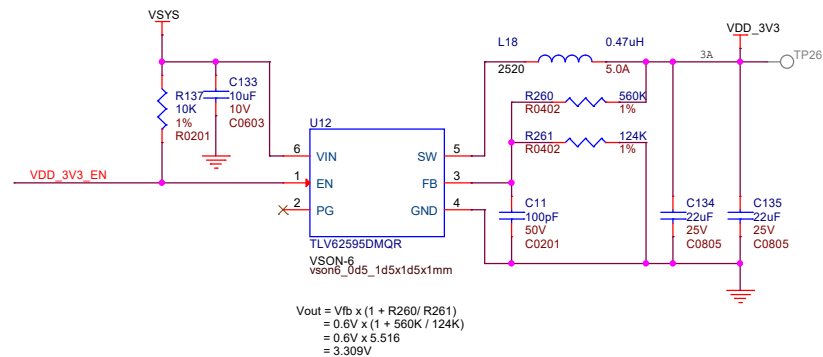 VSYS
VDD_3V3
L18 0.47uH
3A TP26
2520 5.0A
C133
R137 10uF
10K 10V
1% C0603
R0201
R260 560K
R0402 1%
U12
R261 124K
R0402 1%
6 VIN SW 5
VDD_3V3_EN 1 EN FB 3
2 PG GND 4
C11
100pF
50V
C0201
C134 C135
22uF 22uF
25V 25V
C0805 C0805
TLV62595DMQR
VSON-6
vson6_0d5_1d5x1d5x1mm
Vout = Vfb x (1 + R260/ R261)
= 0.6V x (1 + 560K / 124K)
= 0.6V x 5.516
= 3.309V